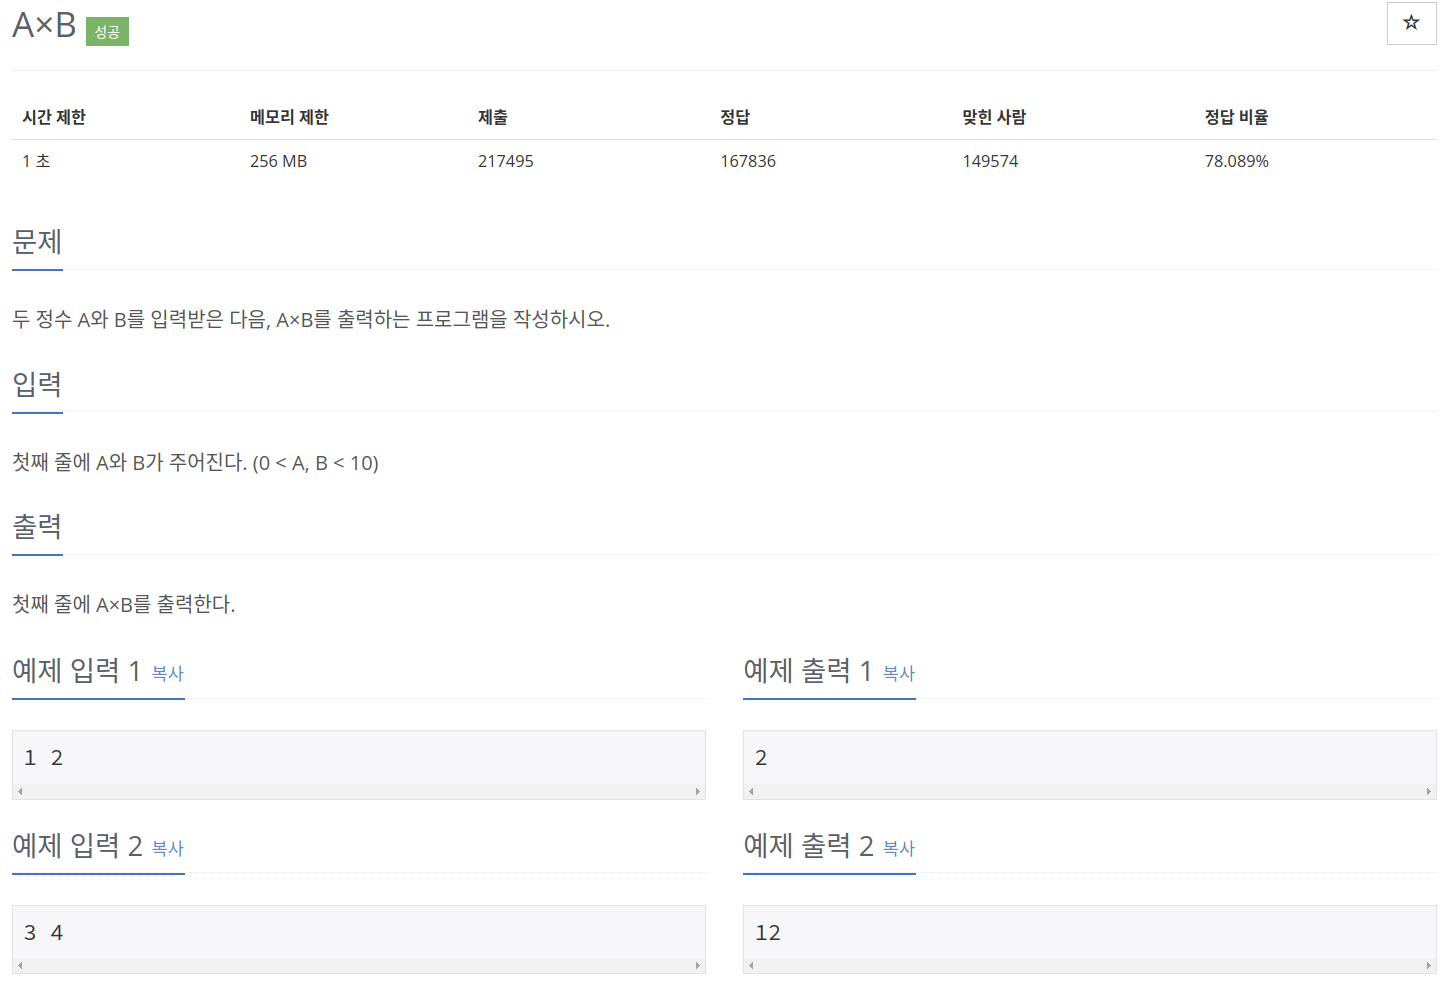 A×B 성공
☆
시간 제한 메모리 제한 제출 정답 맞힌 사람 정답 비율
1 초 256 MB 217495 167836 149574 78.089%
문제
두 정수 A와 B를 입력받은 다음, A×B를 출력하는 프로그램을 작성하시오.
입력
첫째 줄에 A와 B가 주어진다. (0 < A, B < 10)
출력
첫째 줄에 A×B를 출력한다.
예제 입력 1 복사
1 2
예제 출력 1 복사
2
예제 입력 2 복사
3 4
예제 출력 2 복사
12